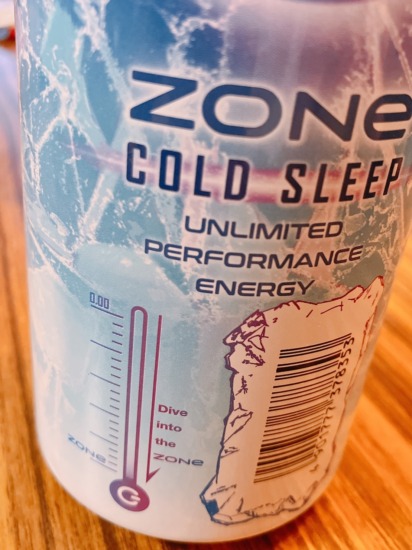 ZONe
COLD SLEEP
UNLIMITED
PERFORMANCE
ENERGY
0.00
Dive
into
the
ZONe
ZONe